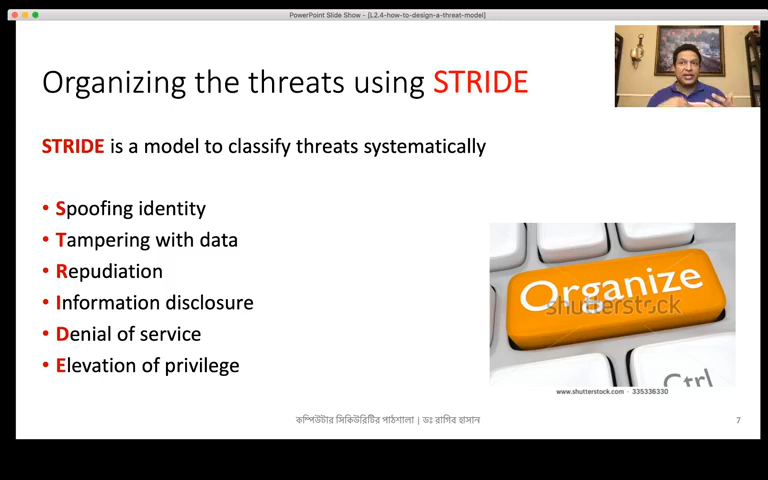 PowerPoint Slide Show - [L2.4-how-to-design-a-threat-model]
Organizing the threats using STRIDE
STRIDE is a model to classify threats systematically
• Spoofing identity
• Tampering with data
• Repudiation
• Information disclosure
• Denial of service
• Elevation of privilege
Organize
shutterstock
Ctrl
www.shutterstock.com · 335336330
কম্পিউটার সিকিউরিটির পাঠশালা | ডঃ রাগিব হাসান
7